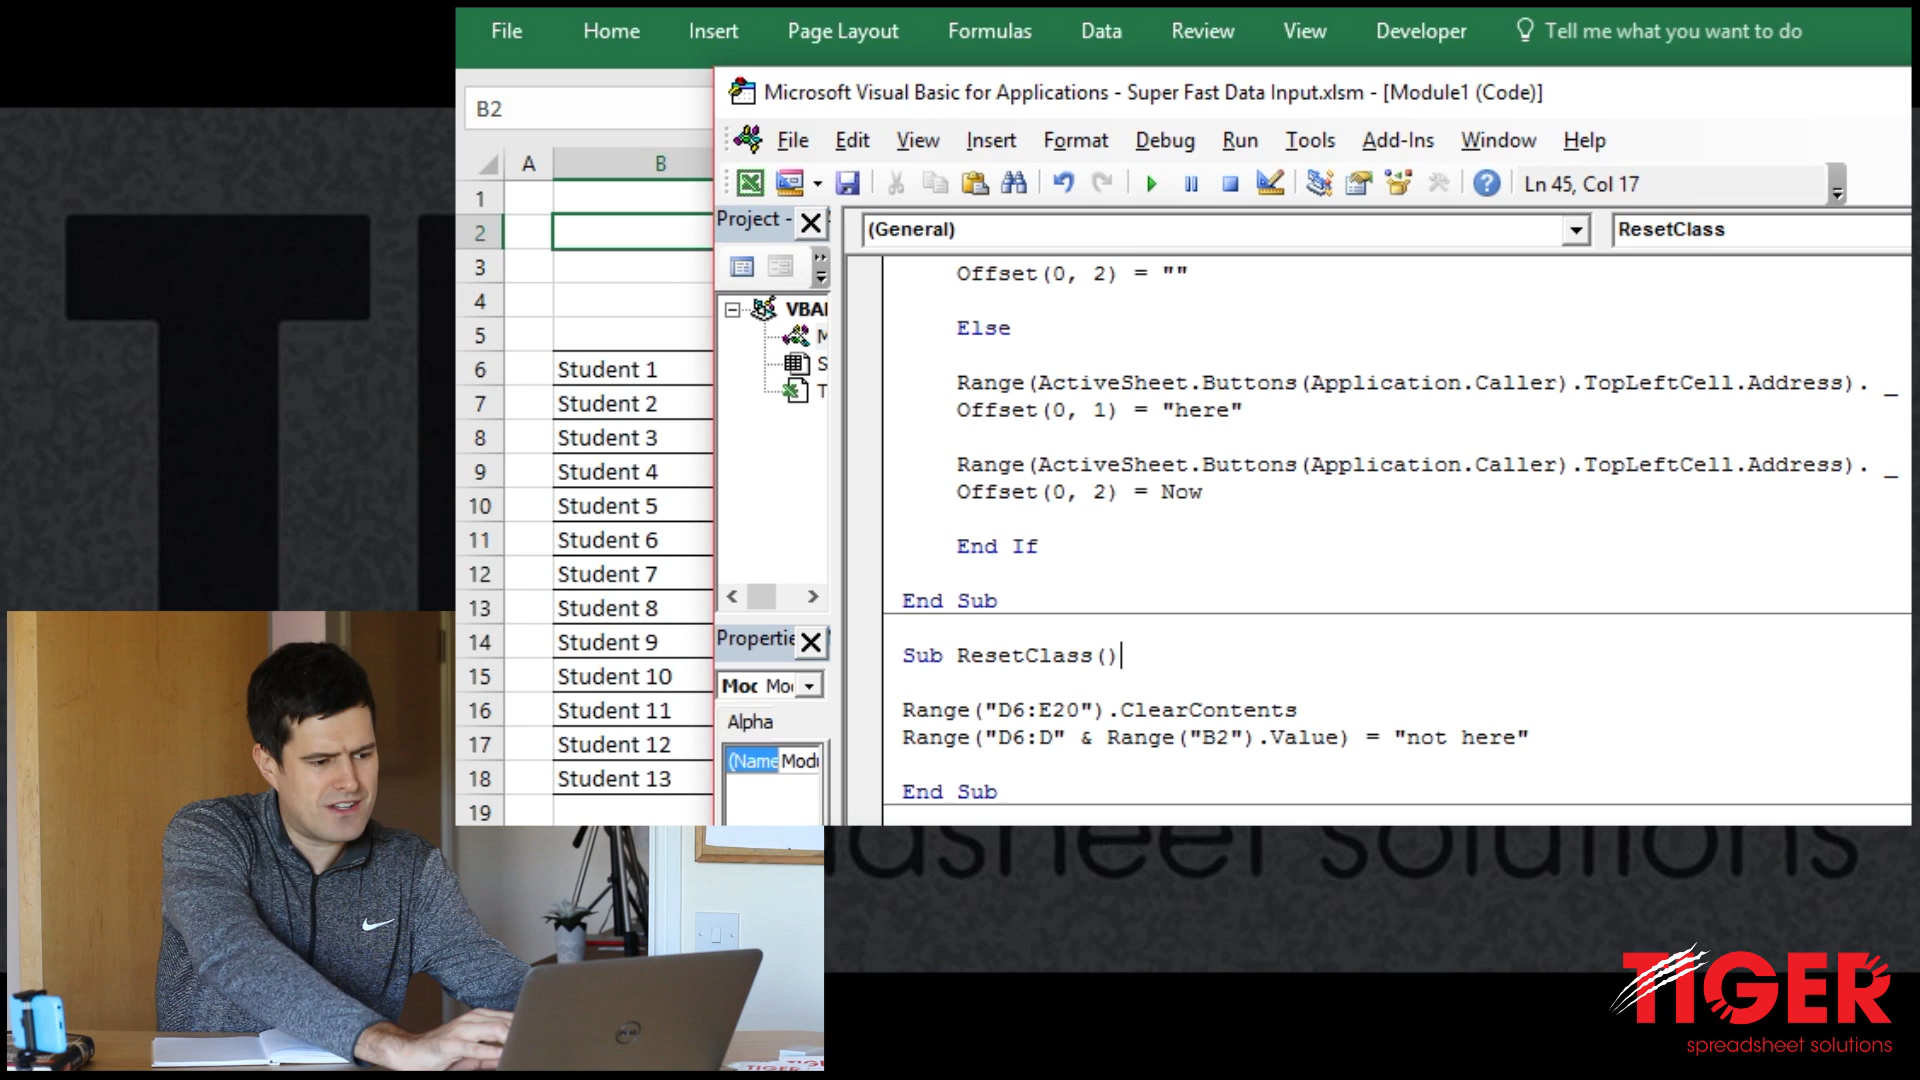 File Home Insert Page Layout Formulas Data Review View Developer Tell me what you want to do
Microsoft Visual Basic for Applications - Super Fast Data Input.xlsm - [Module1 (Code)]
B2
File Edit View Insert Format Debug Run Tools Add-Ins Window Help
Ln 45, Col 17
A B
Project -
(General) ResetClass
1
2
3
4
5
6 Student 1
7 Student 2
8 Student 3
9 Student 4
10 Student 5
11 Student 6
12 Student 7
13 Student 8
14 Student 9
15 Student 10
16 Student 11
17 Student 12
18 Student 13
19
VBA
M
S
T
Propertie
Moc Mo
Alpha
(Name Modu
Offset(0, 2) = ""
Else
Range(ActiveSheet.Buttons(Application.Caller).TopLeftCell.Address). _
Offset(0, 1) = "here"
Range(ActiveSheet.Buttons(Application.Caller).TopLeftCell.Address). _
Offset(0, 2) = Now
End If
End Sub
Sub ResetClass()
Range("D6:E20").ClearContents
Range("D6:D" & Range("B2").Value) = "not here"
End Sub
adsheet solutions
TIGER
spreadsheet solutions